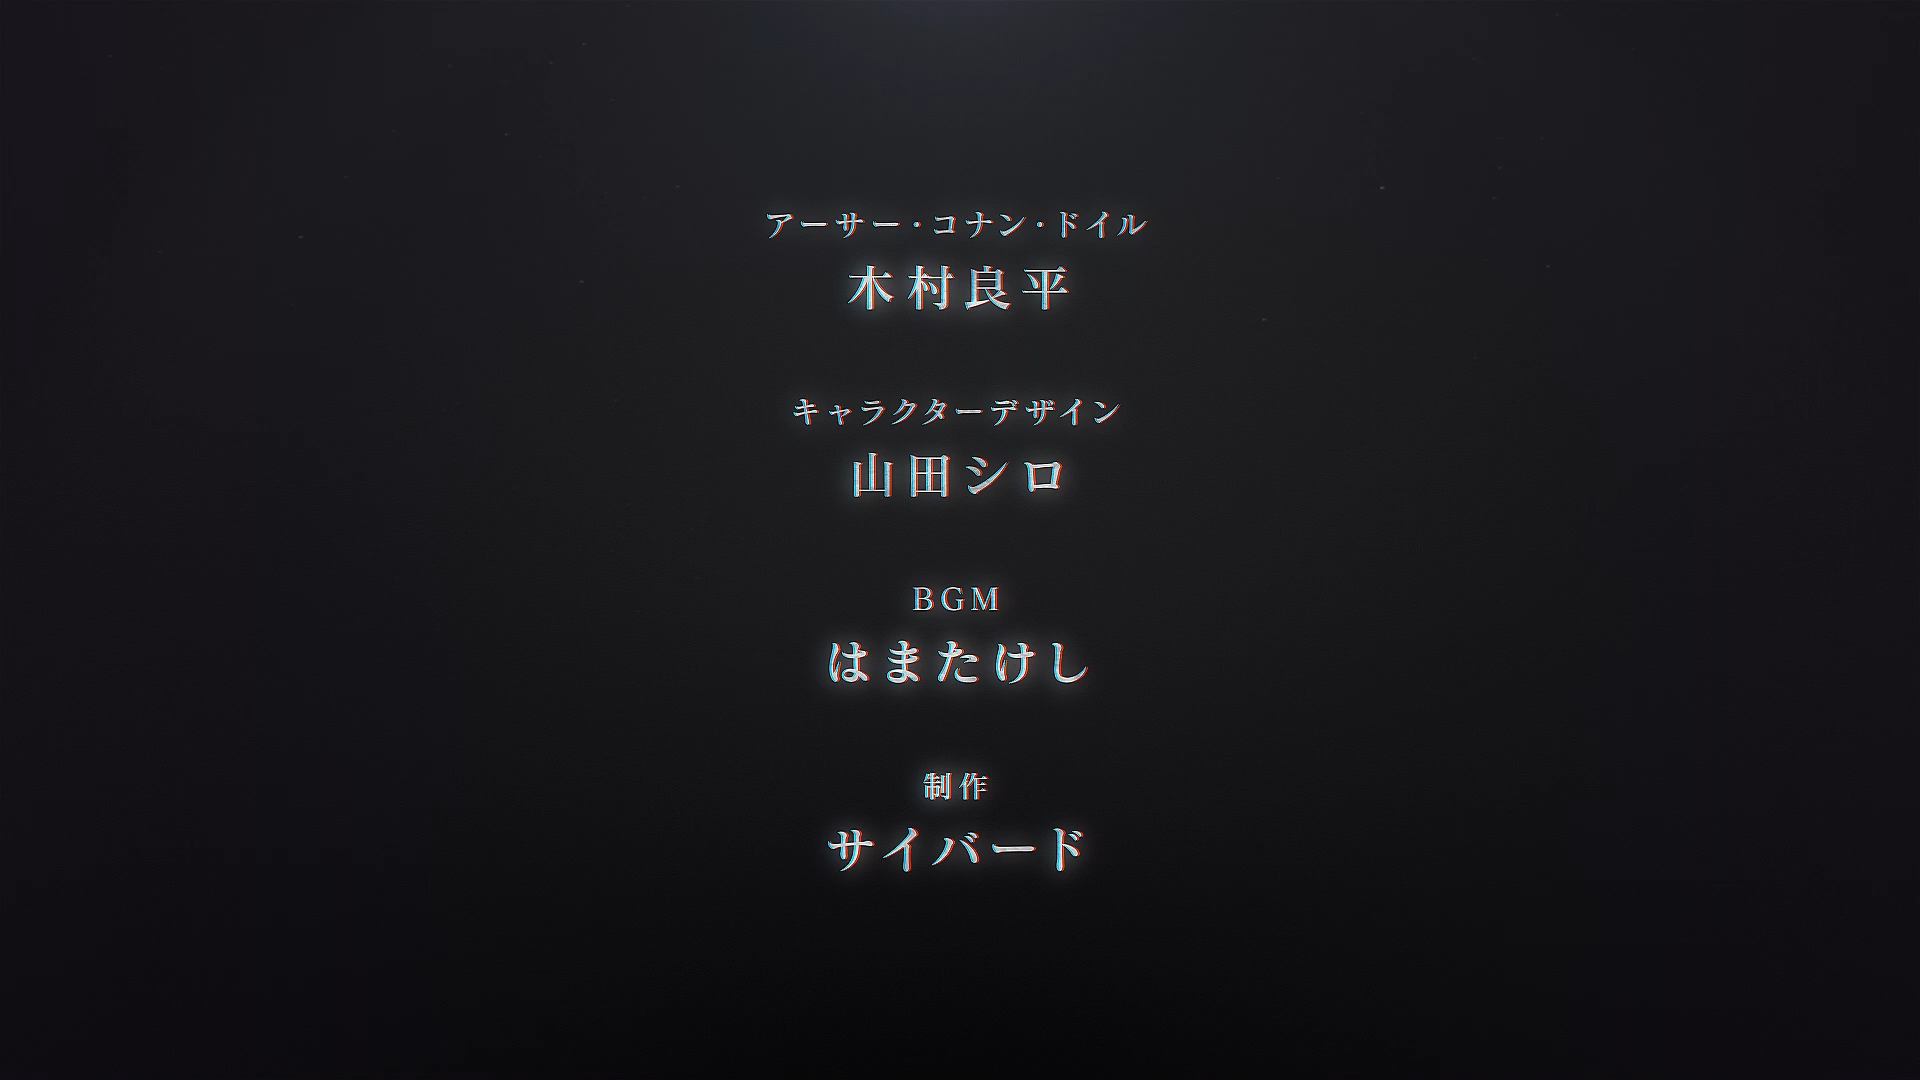 アーサー・コナン・ドイル
木村良平
キャラクターデザイン
山田シロ
BGM
はまたけし
制作
サイバード